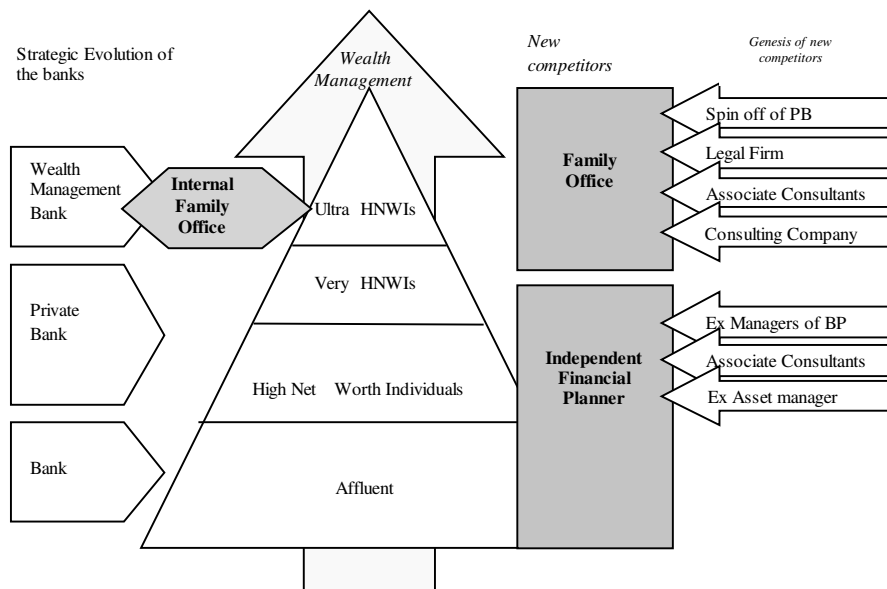 Strategic Evolution of
the banks
Wealth
Management
Bank
Private
Bank
Bank
Internal
Family
Office
Wealth
Management
Ultra HNWIs
Very HNWIs
High Net Worth Individuals
Affluent
New
competitors
Family
Office
Independent
Financial
Planner
Genesis of new
competitors
Spin off of PB
Legal Firm
Associate Consultants
Consulting Company
Ex Managers of BP
Associate Consultants
Ex Asset manager